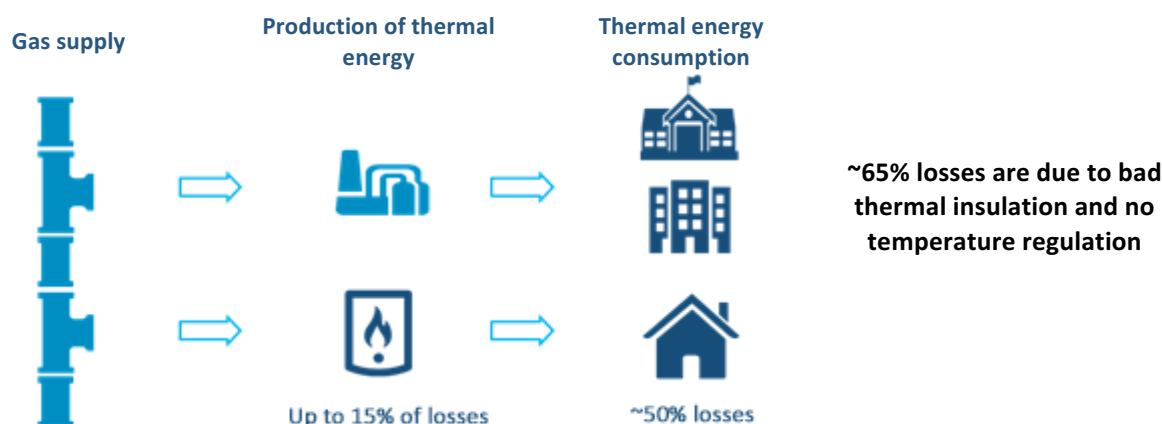 Gas supply
Production of thermal
energy
Thermal energy
consumption
~65% losses are due to bad
thermal insulation and no
temperature regulation
Up to 15% of losses
~50% losses